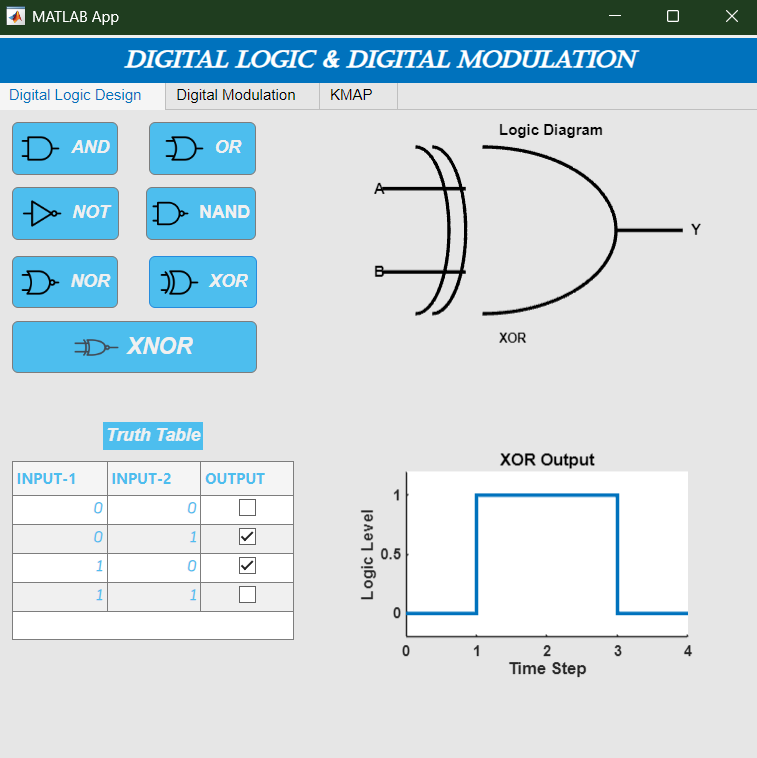 MATLAB App
DIGITAL LOGIC & DIGITAL MODULATION
Digital Logic Design Digital Modulation KMAP
AND OR
NOT NAND
NOR XOR
XNOR
Logic Diagram
A
B
Y
XOR
Truth Table
INPUT-1 INPUT-2 OUTPUT
0 0
0 1
1 0
1 1
XOR Output
Logic Level
1
0.5
0
0 1 2 3 4
Time Step